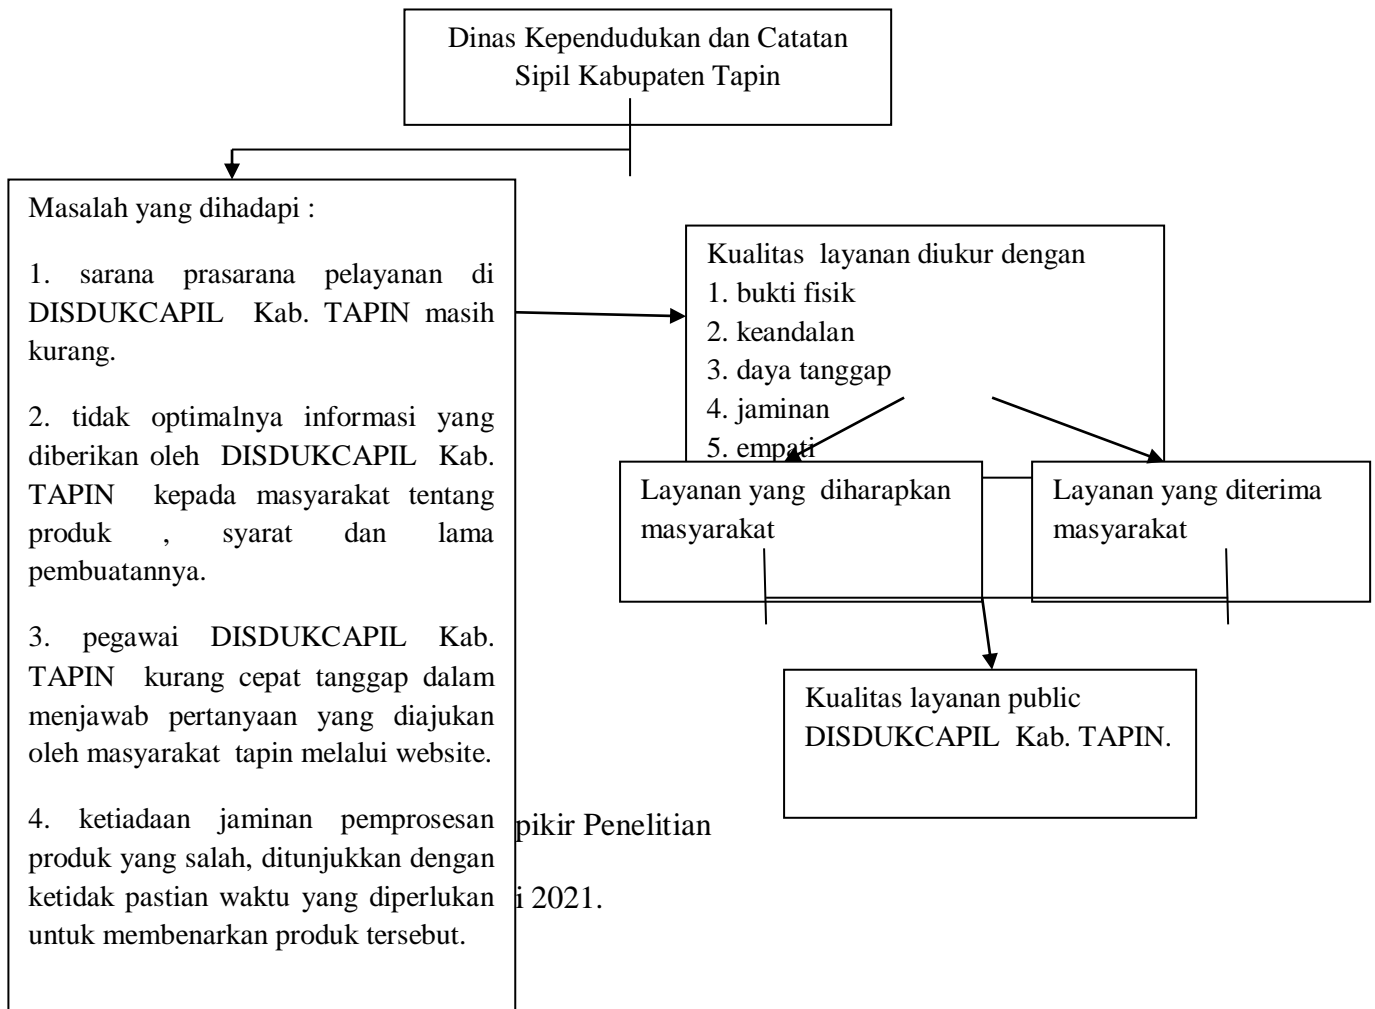 Dinas Kependudukan dan Catatan
Sipil Kabupaten Tapin
Masalah yang dihadapi :
1. sarana prasarana pelayanan di
DISDUKCAPIL Kab. TAPIN masih
kurang.
2. tidak optimalnya informasi yang
diberikan oleh DISDUKCAPIL Kab.
TAPIN kepada masyarakat tentang
produk , syarat dan lama
pembuatannya.
3. pegawai DISDUKCAPIL Kab.
TAPIN kurang cepat tanggap dalam
menjawab pertanyaan yang diajukan
oleh masyarakat tapin melalui website.
4. ketiadaan jaminan pemprosesan
produk yang salah, ditunjukkan dengan
ketidak pastian waktu yang diperlukan
untuk membenarkan produk tersebut.
Kualitas layanan diukur dengan
1. bukti fisik
2. keandalan
3. daya tanggap
4. jaminan
5. empati
Layanan yang diharapkan
masyarakat
Layanan yang diterima
masyarakat
Kualitas layanan public
DISDUKCAPIL Kab. TAPIN.
pikir Penelitian
i 2021.